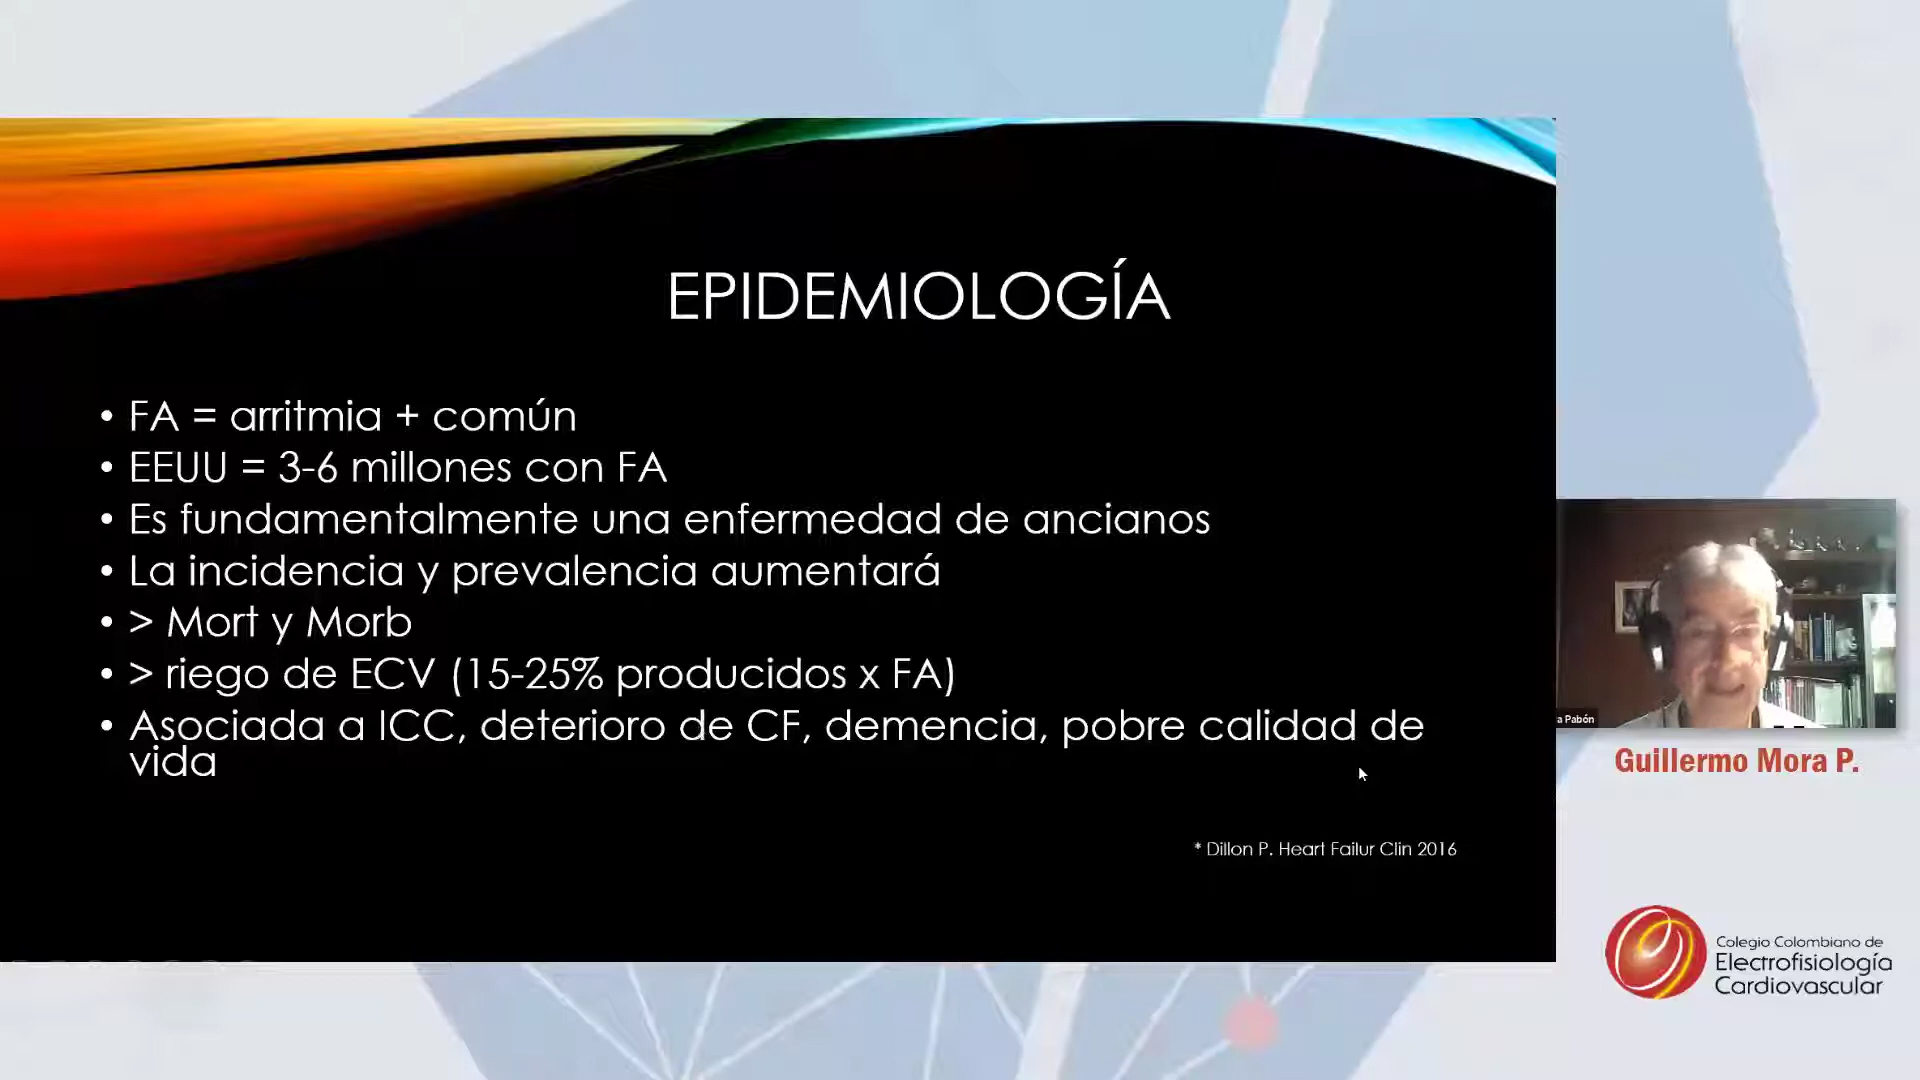 EPIDEMIOLOGÍA
• FA = arritmia + común
• EEUU = 3-6 millones con FA
• Es fundamentalmente una enfermedad de ancianos
• La incidencia y prevalencia aumentará
• > Mort y Morb
• > riego de ECV (15-25% producidos x FA)
• Asociada a ICC, deterioro de CF, demencia, pobre calidad de
vida
* Dillon P. Heart Failur Clin 2016
a Pabón
Guillermo Mora P.
Colegio Colombiano de
Electrofisiología
Cardiovascular